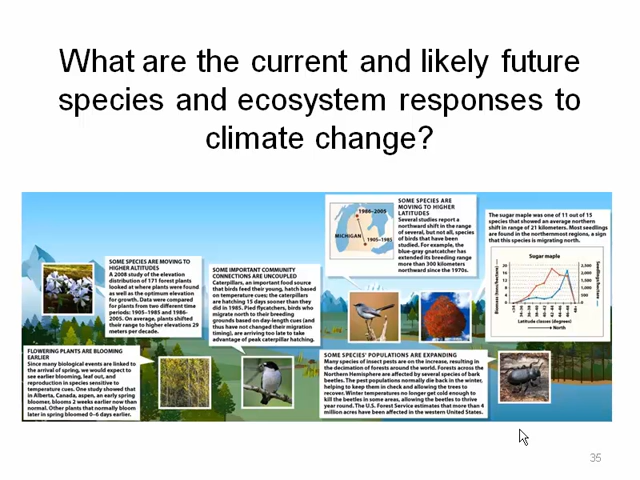 What are the current and likely future
species and ecosystem responses to
climate change?
SOME SPECIES ARE MOVING TO
HIGHER ALTITUDES
A 2008 study of the elevation
distribution of 171 forest plants
looked at where plants were found
as well as the optimum elevation
for growth. Data were compared
for plants from two different time
periods: 1905–1985 and 1986–
2005. On average, plants shifted
their range to higher elevations 29
meters per decade.
FLOWERING PLANTS ARE BLOOMING
EARLIER
Since many biological events are linked to
the arrival of spring, we would expect to
see earlier blooming, leaf out, and
reproduction in species sensitive to
temperature cues. One study showed that
in Alberta, Canada, aspen, an early spring
bloomer, blooms 2 weeks earlier now than
normal. Other plants that normally bloom
later in spring bloomed 0–6 days earlier.
SOME IMPORTANT COMMUNITY
CONNECTIONS ARE UNCOUPLED
Caterpillars, an important food source
that birds feed their young, hatch based
on temperature cues: the caterpillars
are hatching 15 days sooner than they
did in 1985. Pied flycatchers, birds who
migrate north to their breeding
grounds based on day-length cues (and
thus have not changed their migration
timing), are arriving too late to take
advantage of peak caterpillar hatching.
1986–2005
MICHIGAN
1905–1985
SOME SPECIES ARE
MOVING TO HIGHER
LATITUDES
Several studies report a
northward shift in the range
of several, but not all, species
of birds that have been
studied. For example, the
blue-gray gnatcatcher has
extended its breeding range
more than 300 kilometers
northward since the 1970s.
SOME SPECIES' POPULATIONS ARE EXPANDING
Many species of insect pests are on the increase, resulting
in the decimation of forests around the world. Forests across
the Northern Hemisphere are affected by several species of bark
beetles. The pest populations normally die back in the winter,
helping to keep them in check and allowing the trees to
recover. Winter temperatures no longer get cold enough to
kill the beetles in some areas, allowing the beetles to thrive
year round. The U.S. Forest Service estimates that more than 4
million acres have been affected in the western United States.
The sugar maple was one of 11 out of 15
species that showed an average northern
shift in range of 21 kilometers. Most seedlings
are found in the northernmost regions, a sign
that this species is migrating north.
Sugar maple
Latitude classes (degrees)
North
35